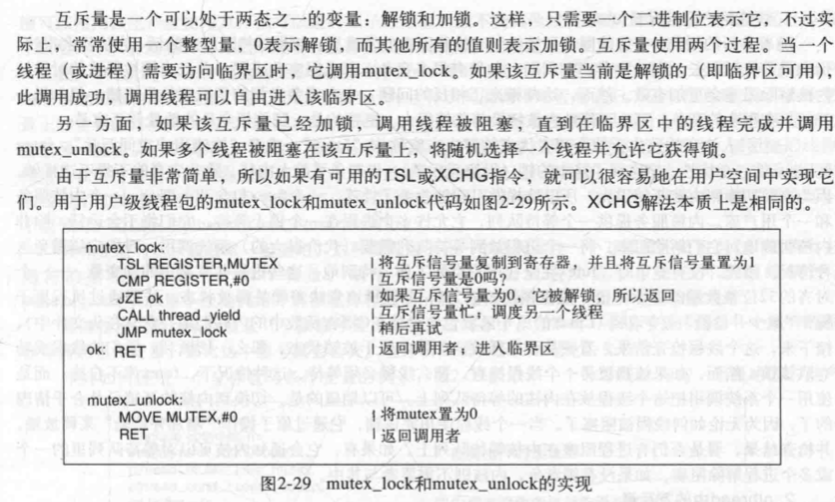 互斥量是一个可以处于两态之一的变量：解锁和加锁。这样，只需要一个二进制位表示它，不过实
际上，常常使用一个整型量，0表示解锁，而其他所有的值则表示加锁。互斥量使用两个过程。当一个
线程（或进程）需要访问临界区时，它调用mutex_lock。如果该互斥量当前是解锁的（即临界区可用），
此调用成功，调用线程可以自由进入该临界区。
另一方面，如果该互斥量已经加锁，调用线程被阻塞，直到在临界区中的线程完成并调用
mutex_unlock。如果多个线程被阻塞在该互斥量上，将随机选择一个线程并允许它获得锁。
由于互斥量非常简单，所以如果有可用的TSL或XCHG指令，就可以很容易地在用户空间中实现它
们。用于用户级线程包的mutex_lock和mutex_unlock代码如图2-29所示。XCHG解法本质上是相同的。
mutex_lock:
TSL REGISTER,MUTEX | 将互斥信号量复制到寄存器，并且将互斥信号量置为1
CMP REGISTER,#0 | 互斥信号量是0吗？
JZE ok | 如果互斥信号量为0，它被解锁，所以返回
CALL thread_yield | 互斥信号量忙；调度另一个线程
JMP mutex_lock | 稍后再试
ok: RET | 返回调用者；进入临界区
mutex_unlock:
MOVE MUTEX,#0 | 将mutex置为0
RET | 返回调用者
图2-29 mutex_lock和mutex_unlock的实现